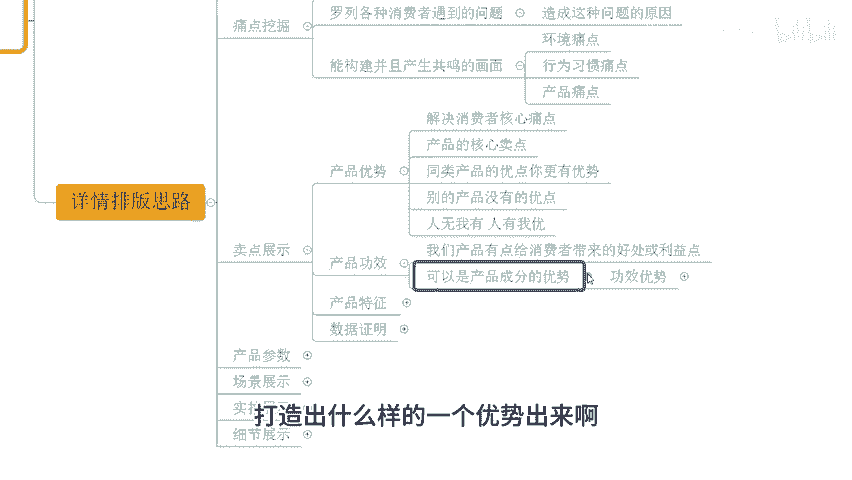 罗列各种消费者遇到的问题
造成这种问题的原因
痛点挖掘
环境痛点
能构建并且产生共鸣的画面
行为习惯痛点
产品痛点
解决消费者核心痛点
产品的核心卖点
产品优势
同类产品的优点你更有优势
详情排版思路
别的产品没有的优点
人无我有 人有我优
卖点展示
我们产品有点给消费者带来的好处或利益点
产品功效
可以是产品成分的优势
功效优势
产品特征
数据证明
产品参数
场景展示
打造出什么样的一个优势出来啊
细节展示